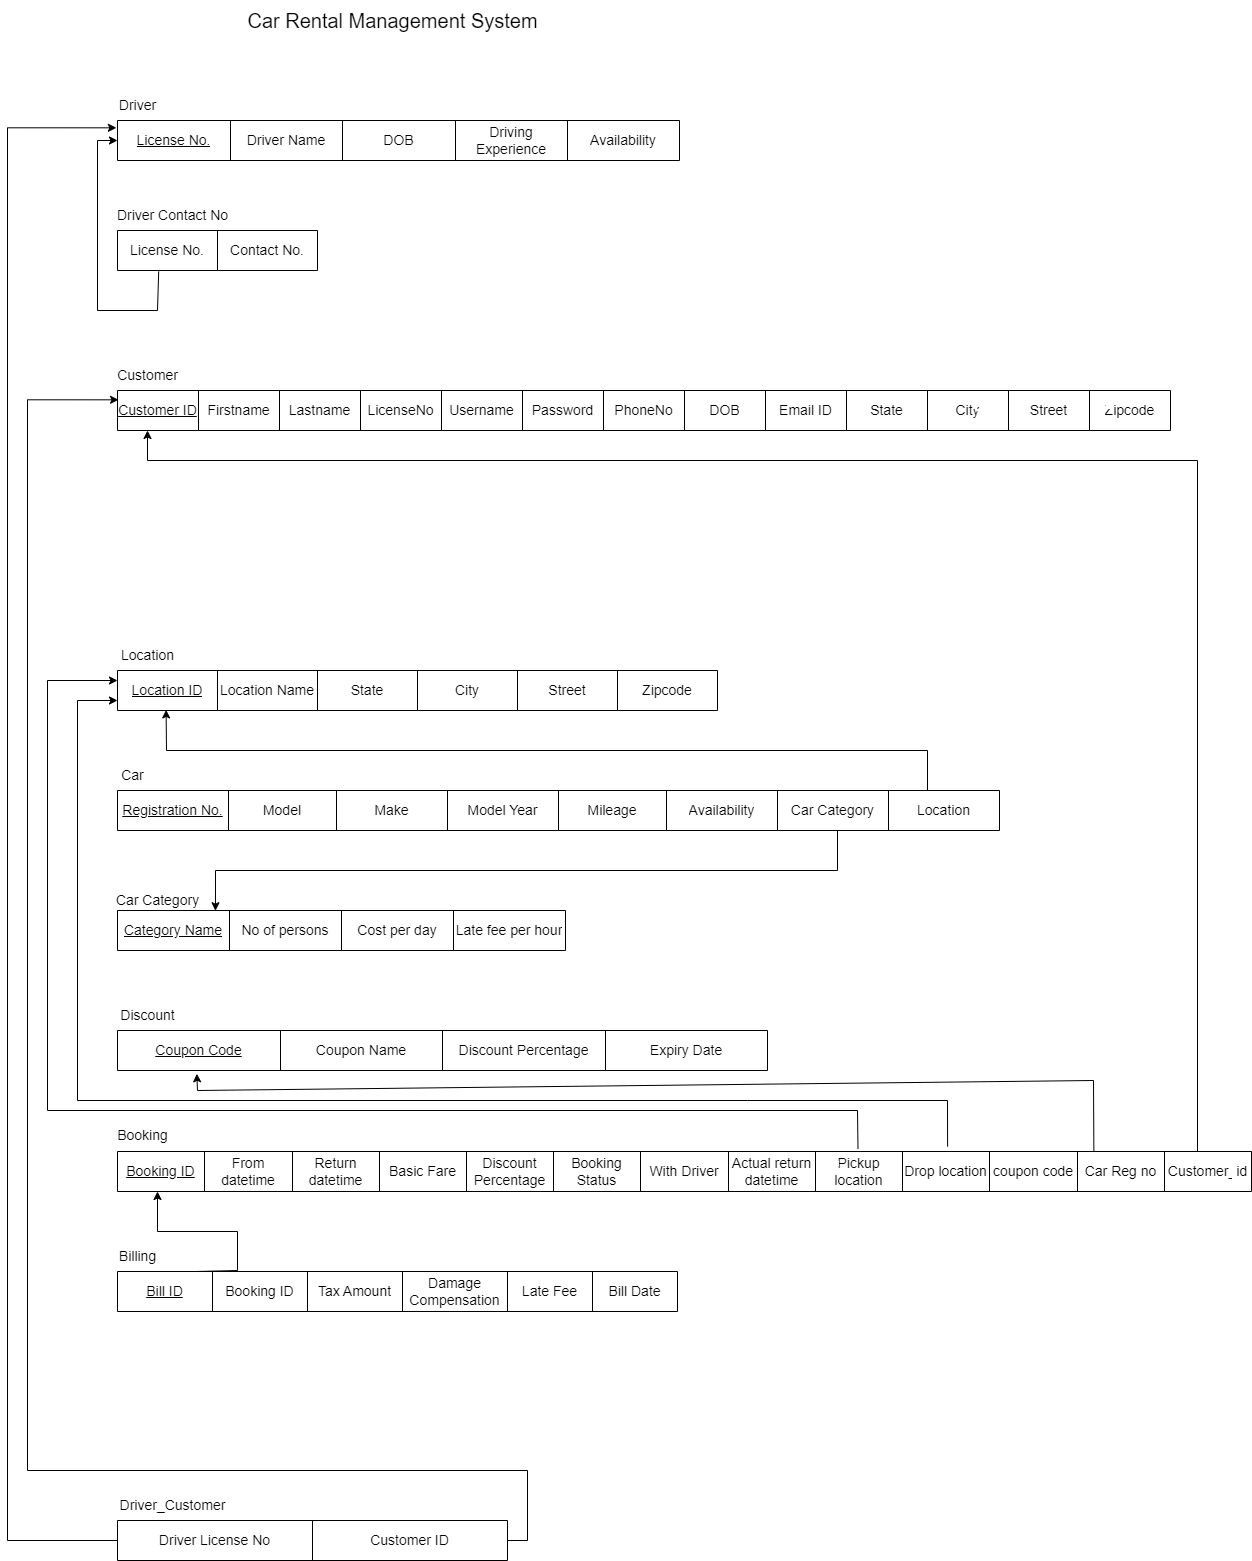 Car Rental Management System
Driver
License No. Driver Name DOB Driving Experience Availability
Driver Contact No
License No. Contact No.
Customer
Customer ID Firstname Lastname LicenseNo Username Password PhoneNo DOB Email ID State City Street Zipcode
Location
Location ID Location Name State City Street Zipcode
Car
Registration No. Model Make Model Year Mileage Availability Car Category Location
Car Category
Category Name No of persons Cost per day Late fee per hour
Discount
Coupon Code Coupon Name Discount Percentage Expiry Date
Booking
Booking ID From datetime Return datetime Basic Fare Discount Percentage Booking Status With Driver Actual return datetime Pickup location Drop location coupon code Car Reg no Customer_id
Billing
Bill ID Booking ID Tax Amount Damage Compensation Late Fee Bill Date
Driver_Customer
Driver License No Customer ID